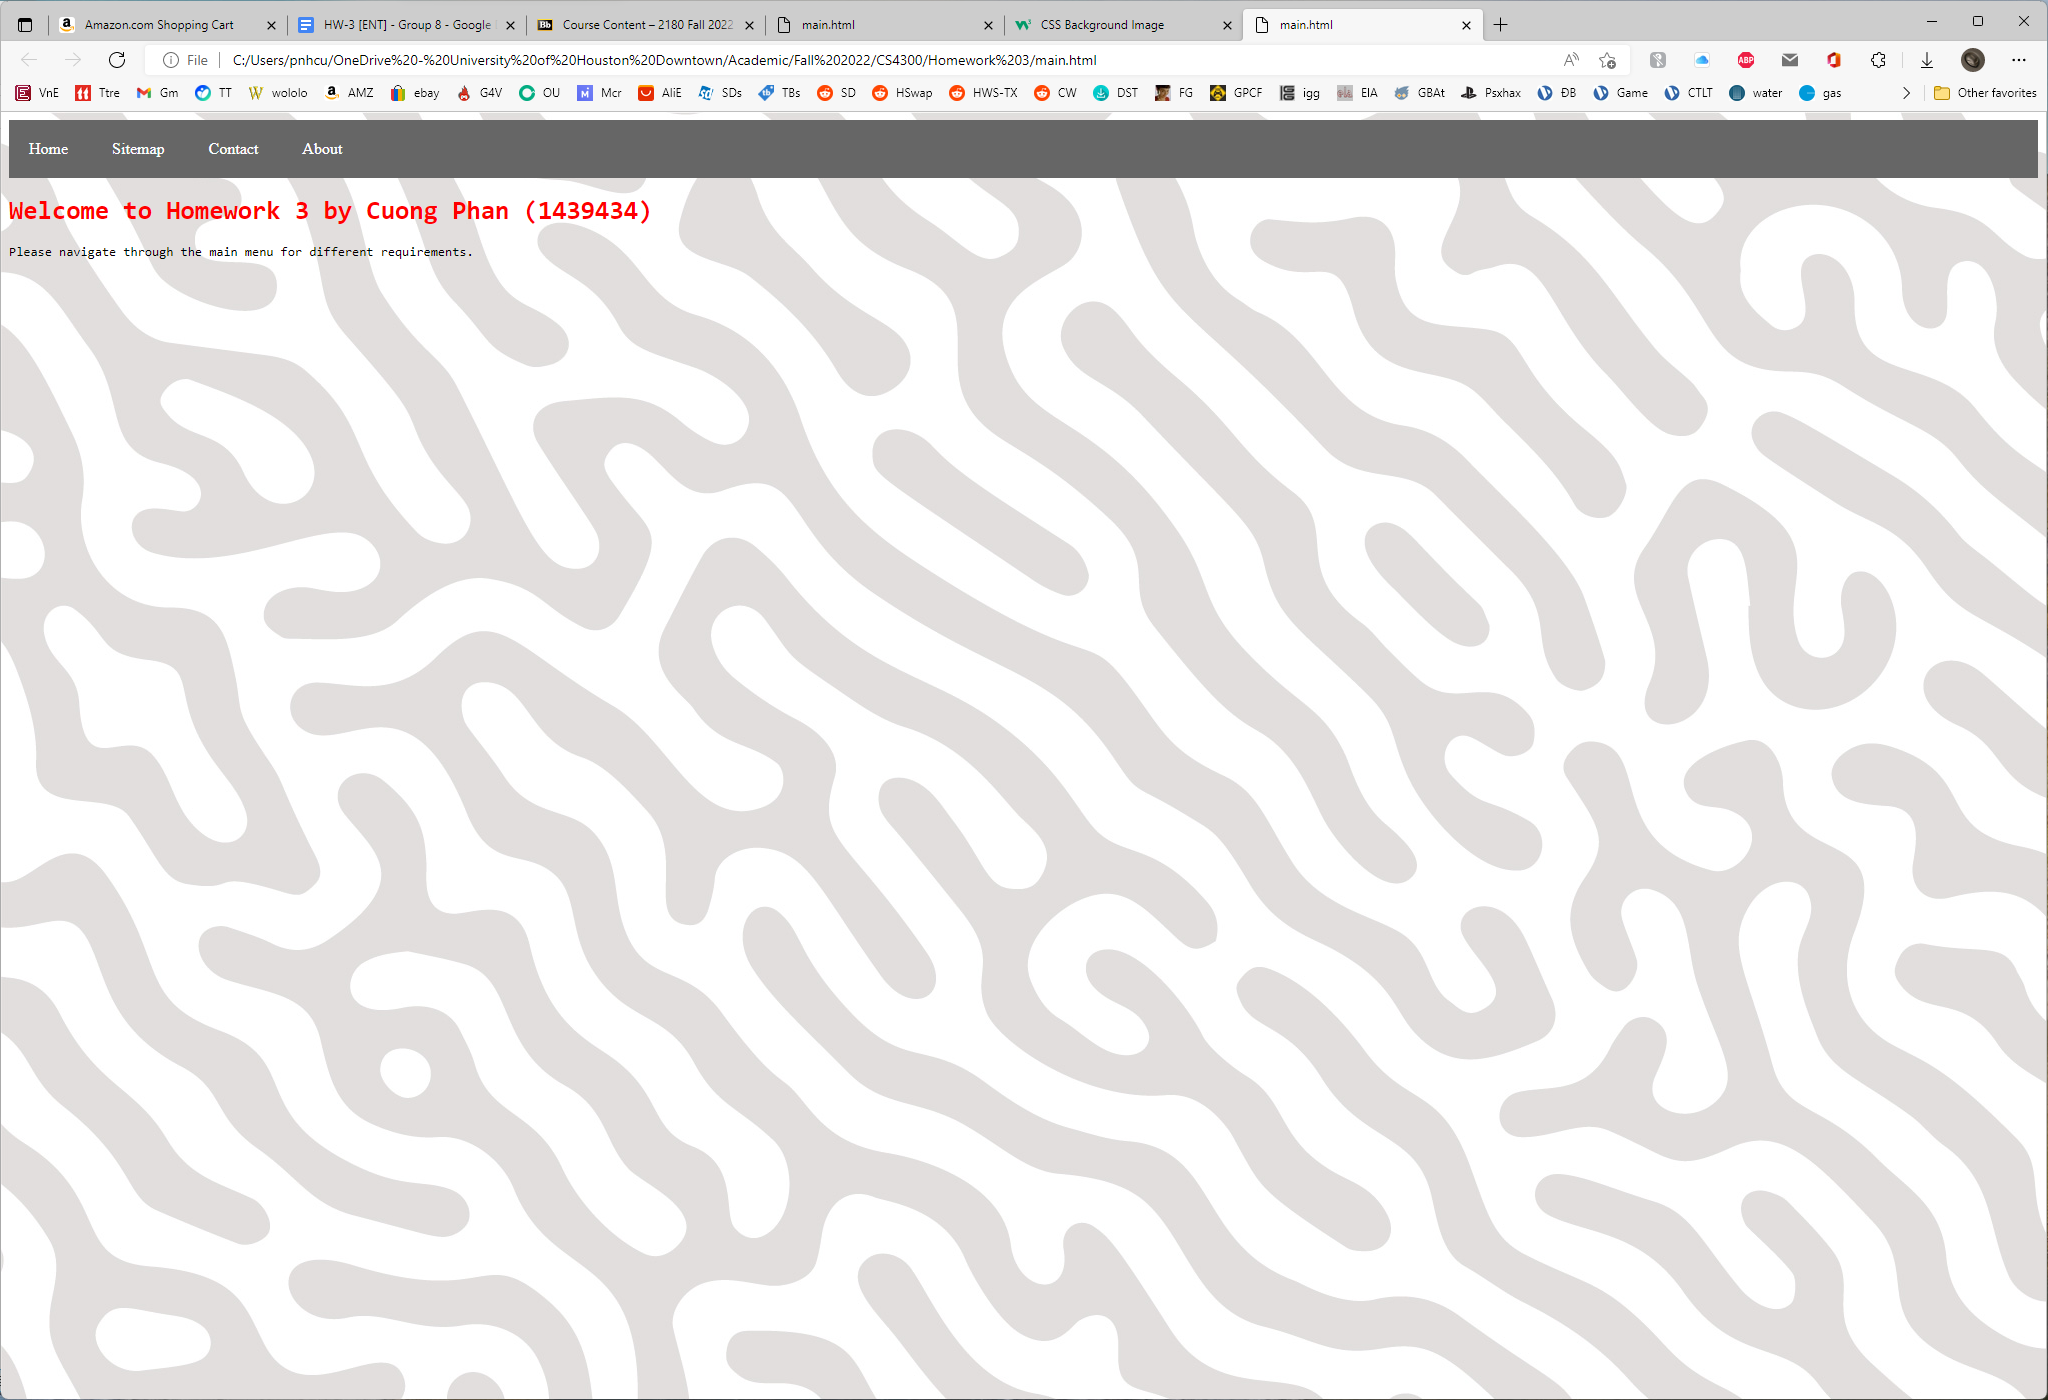 Amazon.com Shopping Cart
HW-3 [ENT] - Group 8 - Google
Course Content – 2180 Fall 2022
main.html
CSS Background Image
main.html
File
C:/Users/pnhcu/OneDrive%20-%20University%20of%20Houston%20Downtown/Academic/Fall%202022/CS4300/Homework%203/main.html
VnE Ttre Gm TT wololo AMZ ebay G4V OU Mcr AliE SDs TBs SD HSwap HWS-TX CW DST FG GPCF igg EIA GBAt Psxhax ĐB Game CTLT water gas Other favorites
Home Sitemap Contact About
Welcome to Homework 3 by Cuong Phan (1439434)
Please navigate through the main menu for different requirements.